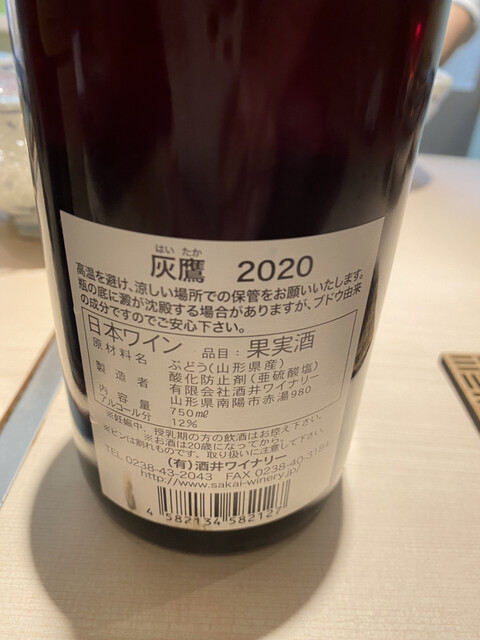 はい たか
灰鷹 2020
高温を避け、涼しい場所での保管をお願いいたします。
瓶の底に澱が沈殿する場合がありますが、ブドウ由来
の成分ですのでご安心下さい。
日本ワイン 品目：果実酒
原材料名 ぶどう(山形県産)
酸化防止剤(亜硫酸塩)
製造者 有限会社酒井ワイナリー
山形県南陽市赤湯980
内容量 750㎖
アルコール分 12%
※妊娠中、授乳期の方の飲酒はお控え下さい。
※お酒は20歳になってから。
※ビンは割れものです。取り扱いに注意して下さい。
(有)酒井ワイナリー
TEL 0238-43-2043 FAX 0238-40-3184
http://www.sakai-winery.jp/
4 582134 582127